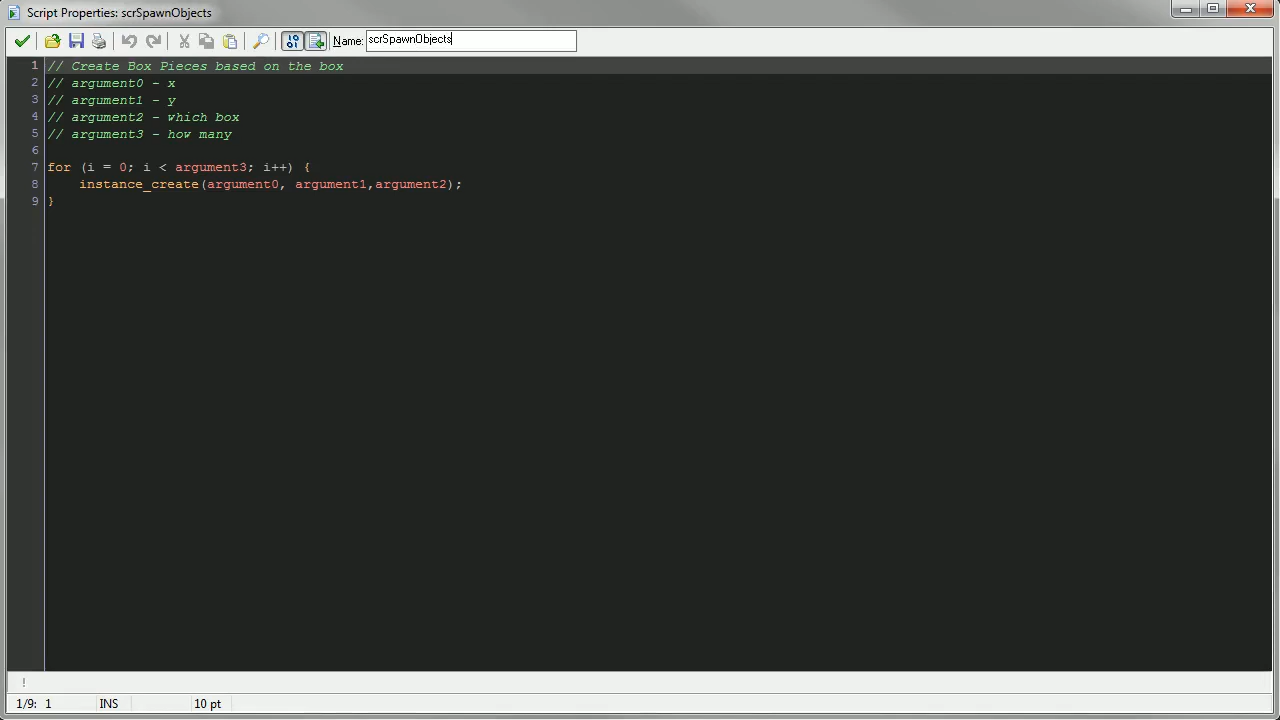 Script Properties: scrSpawnObjects
Name: scrSpawnObjects
1 // Create Box Pieces based on the box
2 // argument0 - x
3 // argument1 - y
4 // argument2 - which box
5 // argument3 - how many
6
7 for (i = 0; i < argument3; i++) {
8     instance_create(argument0, argument1,argument2);
9 }
!
1/9: 1 INS 10 pt